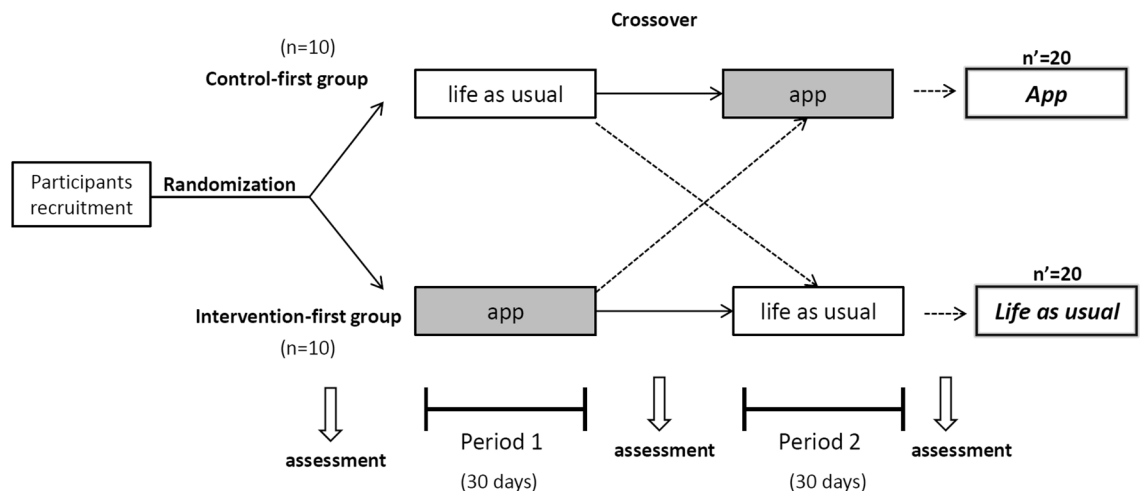 Crossover
(n=10)
Control-first group
life as usual
app
n’=20
App
Participants
recruitment
Randomization
Intervention-first group
(n=10)
app
life as usual
n’=20
Life as usual
assessment
Period 1
(30 days)
assessment
Period 2
(30 days)
assessment